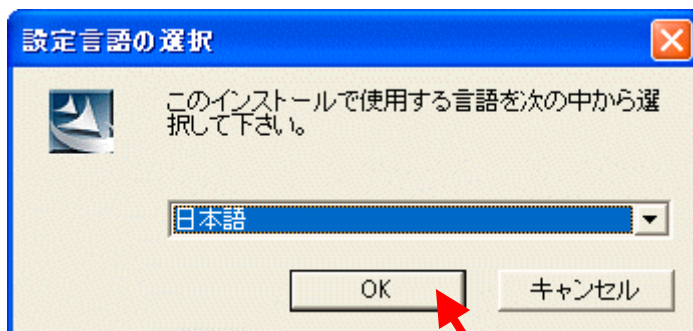 設定言語の選択
このインストールで使用する言語を次の中から選
択して下さい。
日本語
OK
キャンセル